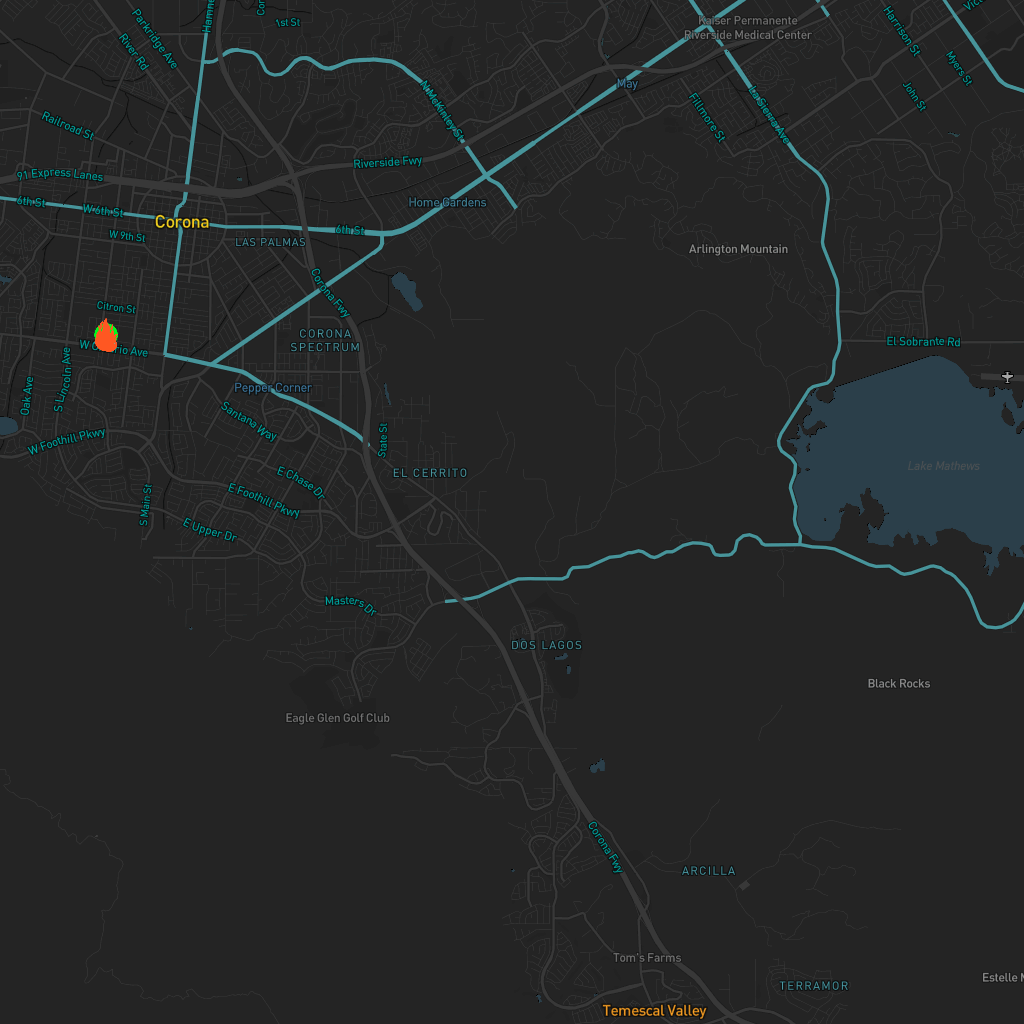 1st St
Parkridge Ave
River Rd
Kaiser Permanente
Riverside Medical Center
Harrison St
Myers St
John St
May
N McKinley St
Fillmore St
La Sierra Ave
Railroad St
Riverside Fwy
91 Express Lanes
6th St
W 6th St
Home Gardens
Corona
6th St
W 9th St
LAS PALMAS
Arlington Mountain
Corona Fwy
Citron St
CORONA
SPECTRUM
El Sobrante Rd
Oak Ave
S Lincoln Ave
Pepper Corner
Santana Way
State St
W Foothill Pkwy
EL CERRITO
Lake Mathews
E Chase Dr
E Foothill Pkwy
S Main St
E Upper Dr
Masters Dr
DOS LAGOS
Black Rocks
Eagle Glen Golf Club
Corona Fwy
ARCILLA
Tom's Farms
TERRAMOR
Temescal Valley